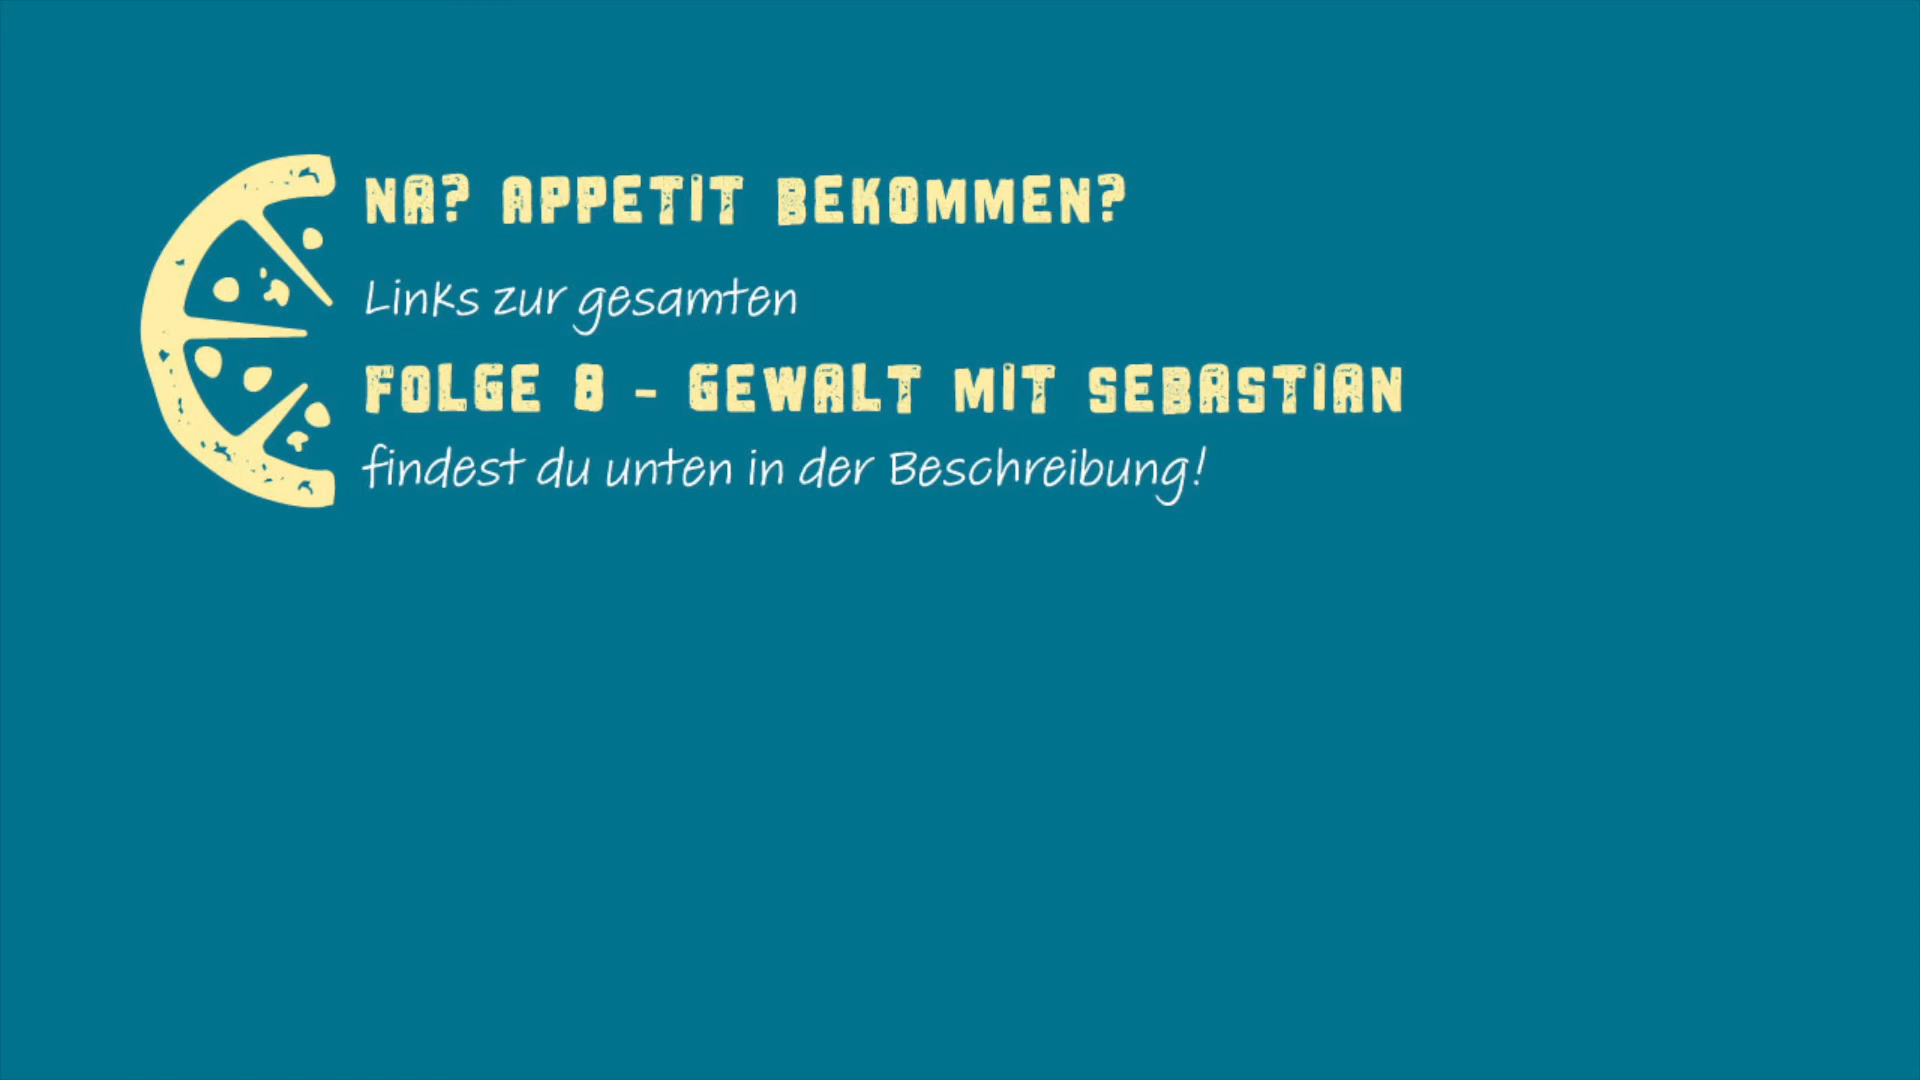 NA? APPETIT BEKOMMEN?
Links zur gesamten
FOLGE 8 - GEWALT MIT SEBASTIAN
findest du unten in der Beschreibung!